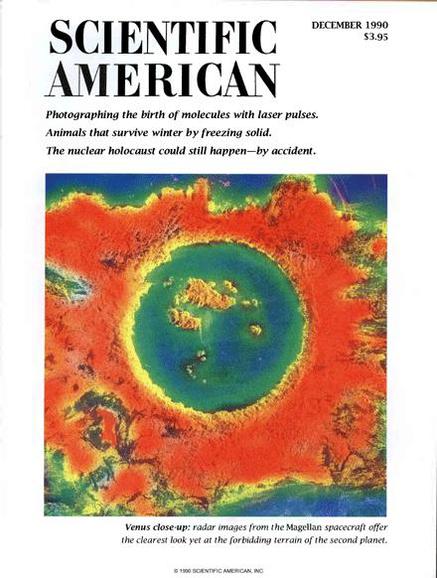 SCIENTIFIC
AMERICAN
DECEMBER 1990
$3.95
Photographing the birth of molecules with laser pulses.
Animals that survive winter by freezing solid.
The nuclear holocaust could still happen—by accident.
Venus close-up: radar images from the Magellan spacecraft offer
the clearest look yet at the forbidding terrain of the second planet.
© 1990 SCIENTIFIC AMERICAN, INC